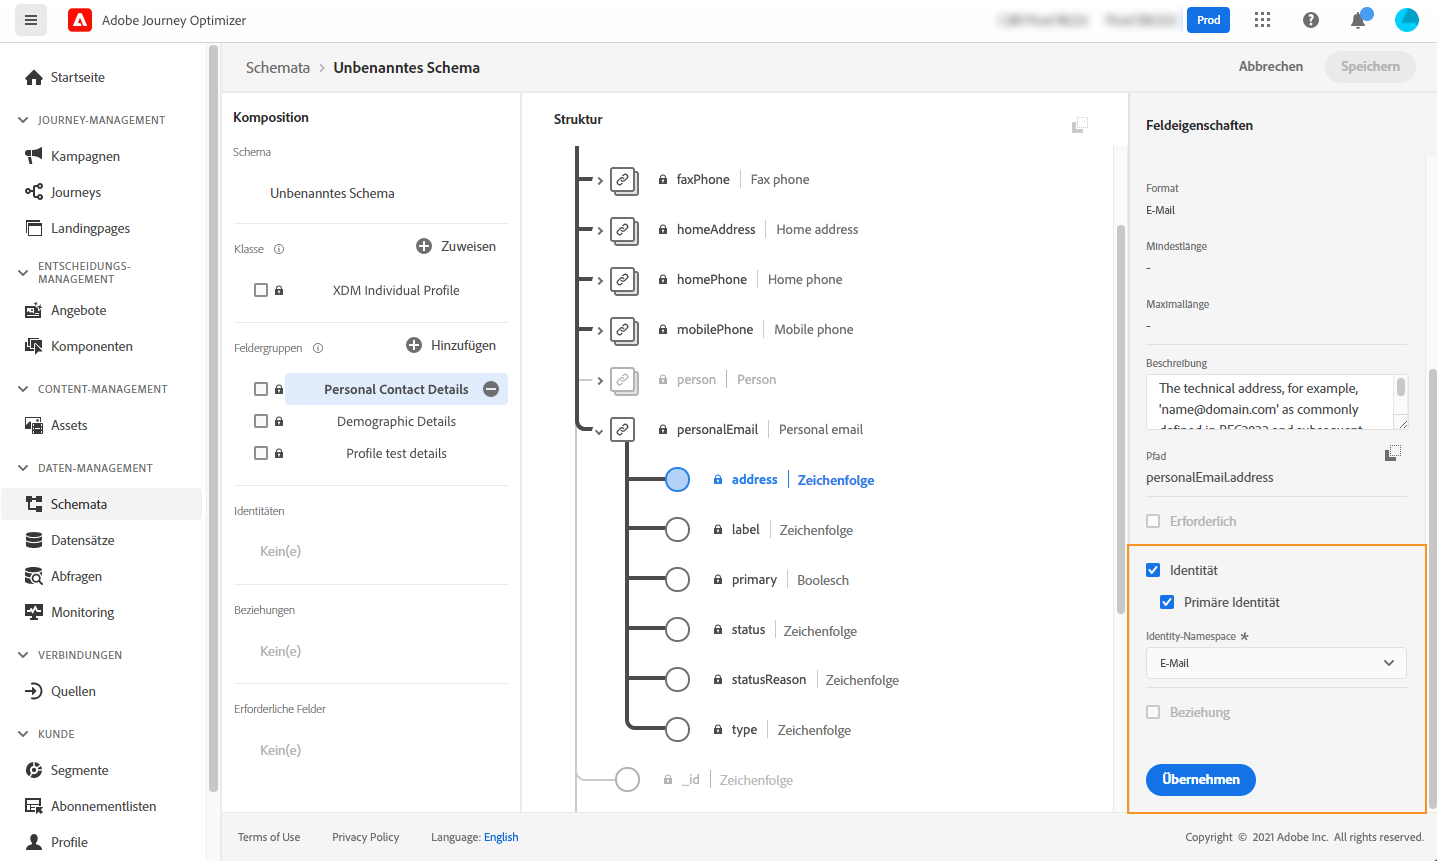 Adobe Journey Optimizer
Prod
Startseite
JOURNEY-MANAGEMENT
Kampagnen
Journeys
Landingpages
ENTSCHEIDUNGS-
MANAGEMENT
Angebote
Komponenten
CONTENT-MANAGEMENT
Assets
DATEN-MANAGEMENT
Schemata
Datensätze
Abfragen
Monitoring
VERBINDUNGEN
Quellen
KUNDE
Segmente
Abonnementlisten
Profile
Schemata > Unbenanntes Schema
Abbrechen
Speichern
Komposition
Schema
Unbenanntes Schema
Klasse
Zuweisen
XDM Individual Profile
Feldergruppen
Hinzufügen
Personal Contact Details
Demographic Details
Profile test details
Identitäten
Kein(e)
Beziehungen
Kein(e)
Erforderliche Felder
Kein(e)
Struktur
faxPhone | Fax phone
homeAddress | Home address
homePhone | Home phone
mobilePhone | Mobile phone
person | Person
personalEmail | Personal email
address | Zeichenfolge
label | Zeichenfolge
primary | Boolesch
status | Zeichenfolge
statusReason | Zeichenfolge
type | Zeichenfolge
_id | Zeichenfolge
Feldeigenschaften
Format
E-Mail
Mindestlänge
-
Maximallänge
-
Beschreibung
The technical address, for example,
'name@domain.com' as commonly
defined in RFC2822 and subsequent
Pfad
personalEmail.address
Erforderlich
Identität
Primäre Identität
Identity-Namespace *
E-Mail
Beziehung
Übernehmen
Terms of Use
Privacy Policy
Language: English
Copyright © 2021 Adobe Inc. All rights reserved.